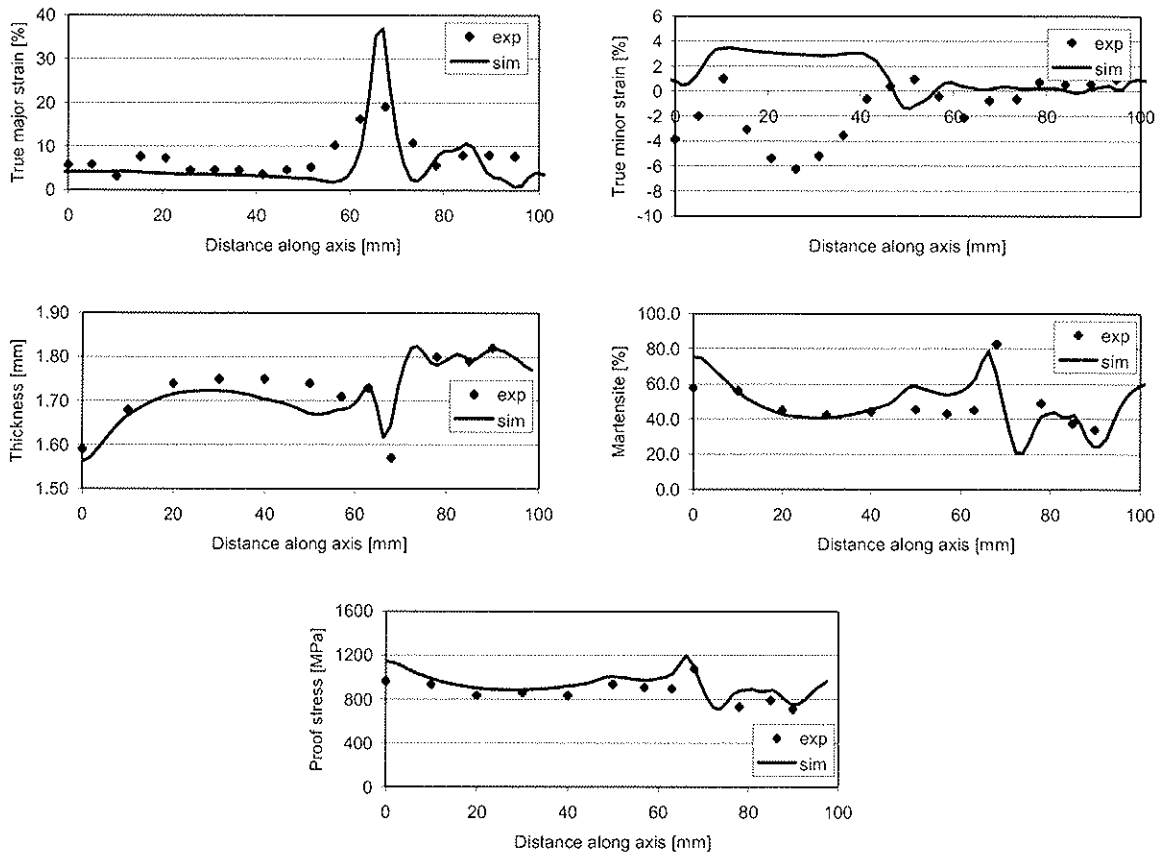 True major strain [%]
40
30
20
10
0
exp
sim
0 20 40 60 80 100
Distance along axis [mm]
True minor strain [%]
6
4
2
0
-2
-4
-6
-8
-10
exp
sim
0 20 40 60 80 100
Distance along axis [mm]
Thickness [mm]
1.90
1.80
1.70
1.60
1.50
exp
sim
0 20 40 60 80 100
Distance along axis [mm]
Martensite [%]
100.0
80.0
60.0
40.0
20.0
0.0
exp
sim
0 20 40 60 80 100
Distance along axis [mm]
Proof stress [MPa]
1600
1200
800
400
0
exp
sim
0 20 40 60 80 100
Distance along axis [mm]